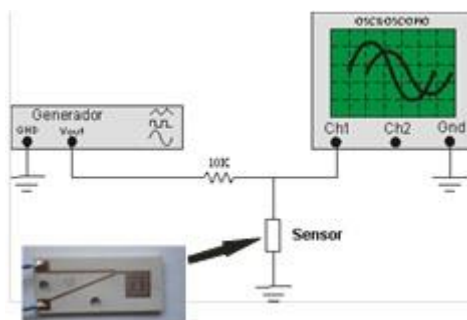 OSCILOSCOPIO
Generador
GND
Vout
Ch1
Ch2
Gnd
10K
Sensor